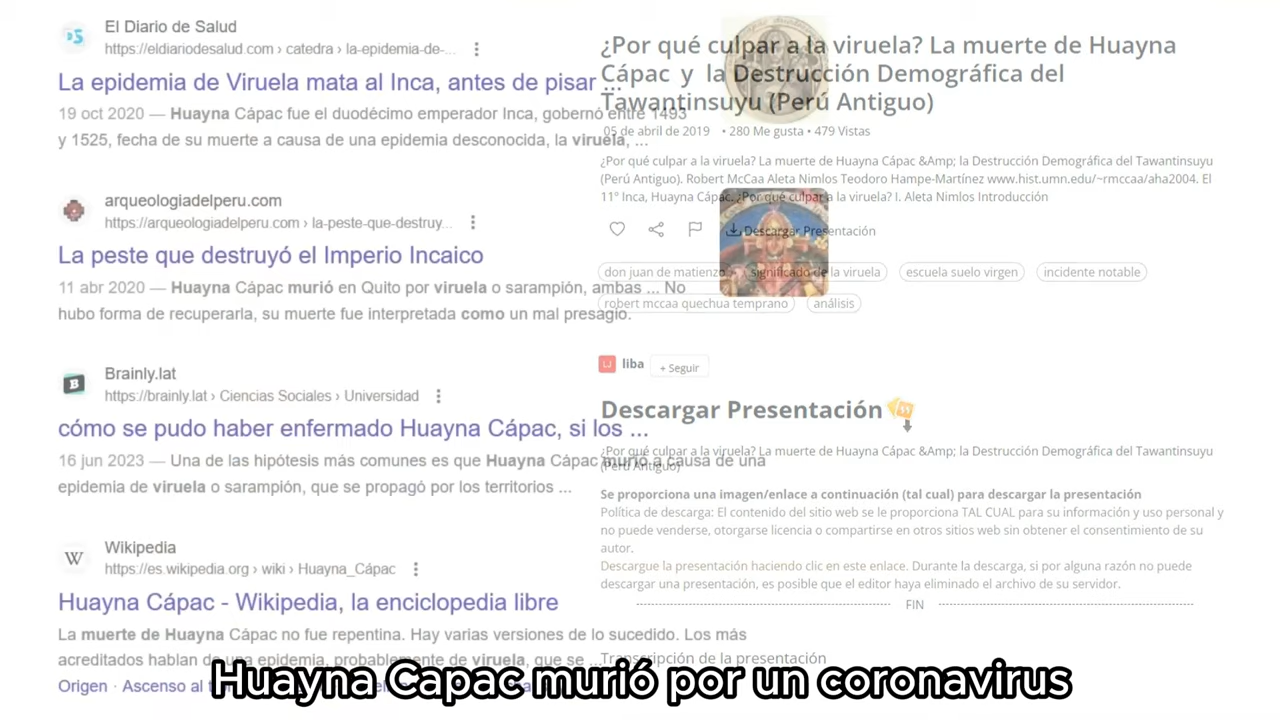 El Diario de Salud
https://eldiariodesalud.com › catedra › la-epidemia-de-...
La epidemia de Viruela mata al Inca, antes de pisar ...
19 oct 2020 — Huayna Cápac fue el duodécimo emperador Inca, gobernó entre 1493
y 1525, fecha de su muerte a causa de una epidemia desconocida, la viruela, ...
arqueologiadelperu.com
https://arqueologiadelperu.com › la-peste-que-destruy...
La peste que destruyó el Imperio Incaico
11 abr 2020 — Huayna Cápac murió en Quito por viruela o sarampión, ambas ... No
hubo forma de recuperarla, su muerte fue interpretada como un mal presagio.
Brainly.lat
https://brainly.lat › Ciencias Sociales › Universidad
cómo se pudo haber enfermado Huayna Cápac, si los ...
16 jun 2023 — Una de las hipótesis más comunes es que Huayna Cápac murió a causa de una
epidemia de viruela o sarampión, que se propagó por los territorios ...
Wikipedia
https://es.wikipedia.org › wiki › Huayna_Cápac
Huayna Cápac - Wikipedia, la enciclopedia libre
La muerte de Huayna Cápac no fue repentina. Hay varias versiones de lo sucedido. Los más
acreditados hablan de una epidemia, probablemente de viruela, que se ...
Origen · Ascenso al
¿Por qué culpar a la viruela? La muerte de Huayna
Cápac y la Destrucción Demográfica del
Tawantinsuyu (Perú Antiguo)
05 de abril de 2019 • 280 Me gusta • 479 Vistas
¿Por qué culpar a la viruela? La muerte de Huayna Cápac &Amp; la Destrucción Demográfica del Tawantinsuyu
(Perú Antiguo). Robert McCaa Aleta Nimlos Teodoro Hampe-Martínez www.hist.umn.edu/~rmccaa/aha2004. El
11º Inca, Huayna Cápac. ¿Por qué culpar a la viruela? I. Aleta Nimlos Introducción
Descargar Presentación
don juan de matienzo significado de la viruela escuela suelo virgen incidente notable
robert mccaa quechua temprano análisis
liba + Seguir
Descargar Presentación
¿Por qué culpar a la viruela? La muerte de Huayna Cápac &Amp; la Destrucción Demográfica del Tawantinsuyu
(Perú Antiguo)
Se proporciona una imagen/enlace a continuación (tal cual) para descargar la presentación
Política de descarga: El contenido del sitio web se le proporciona TAL CUAL para su información y uso personal y
no puede venderse, otorgarse licencia o compartirse en otros sitios web sin obtener el consentimiento de su
autor.
Descargue la presentación haciendo clic en este enlace. Durante la descarga, si por alguna razón no puede
descargar una presentación, es posible que el editor haya eliminado el archivo de su servidor.
FIN
Transcripción de la presentación
Huayna Capac murió por un coronavirus